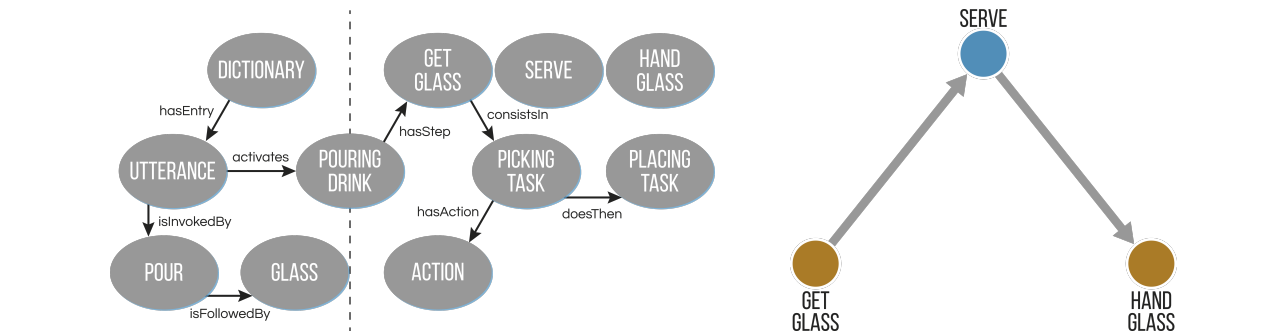 DICTIONARY
hasEntry
UTTERANCE
activates
isInvokedBy
POUR
GLASS
isFollowedBy
POURING
DRINK
hasStep
GET
GLASS
SERVE
HAND
GLASS
consistsIn
PICKING
TASK
PLACING
TASK
hasAction
doesThen
ACTION
SERVE
GET
GLASS
HAND
GLASS